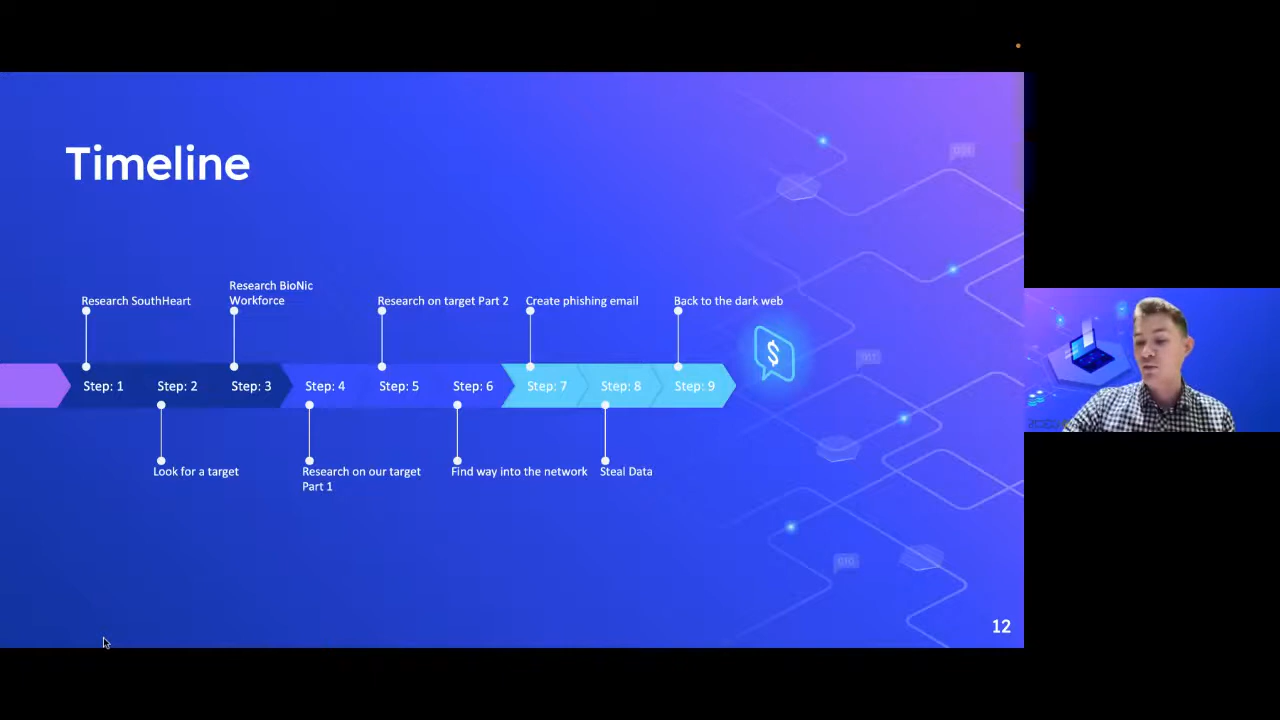 Timeline
Research SouthHeart
Research BioNic
Workforce
Research on target Part 2
Create phishing email
Back to the dark web
$
Step: 1
Step: 2
Step: 3
Step: 4
Step: 5
Step: 6
Step: 7
Step: 8
Step: 9
Look for a target
Research on our target
Part 1
Find way into the network
Steal Data
010
12